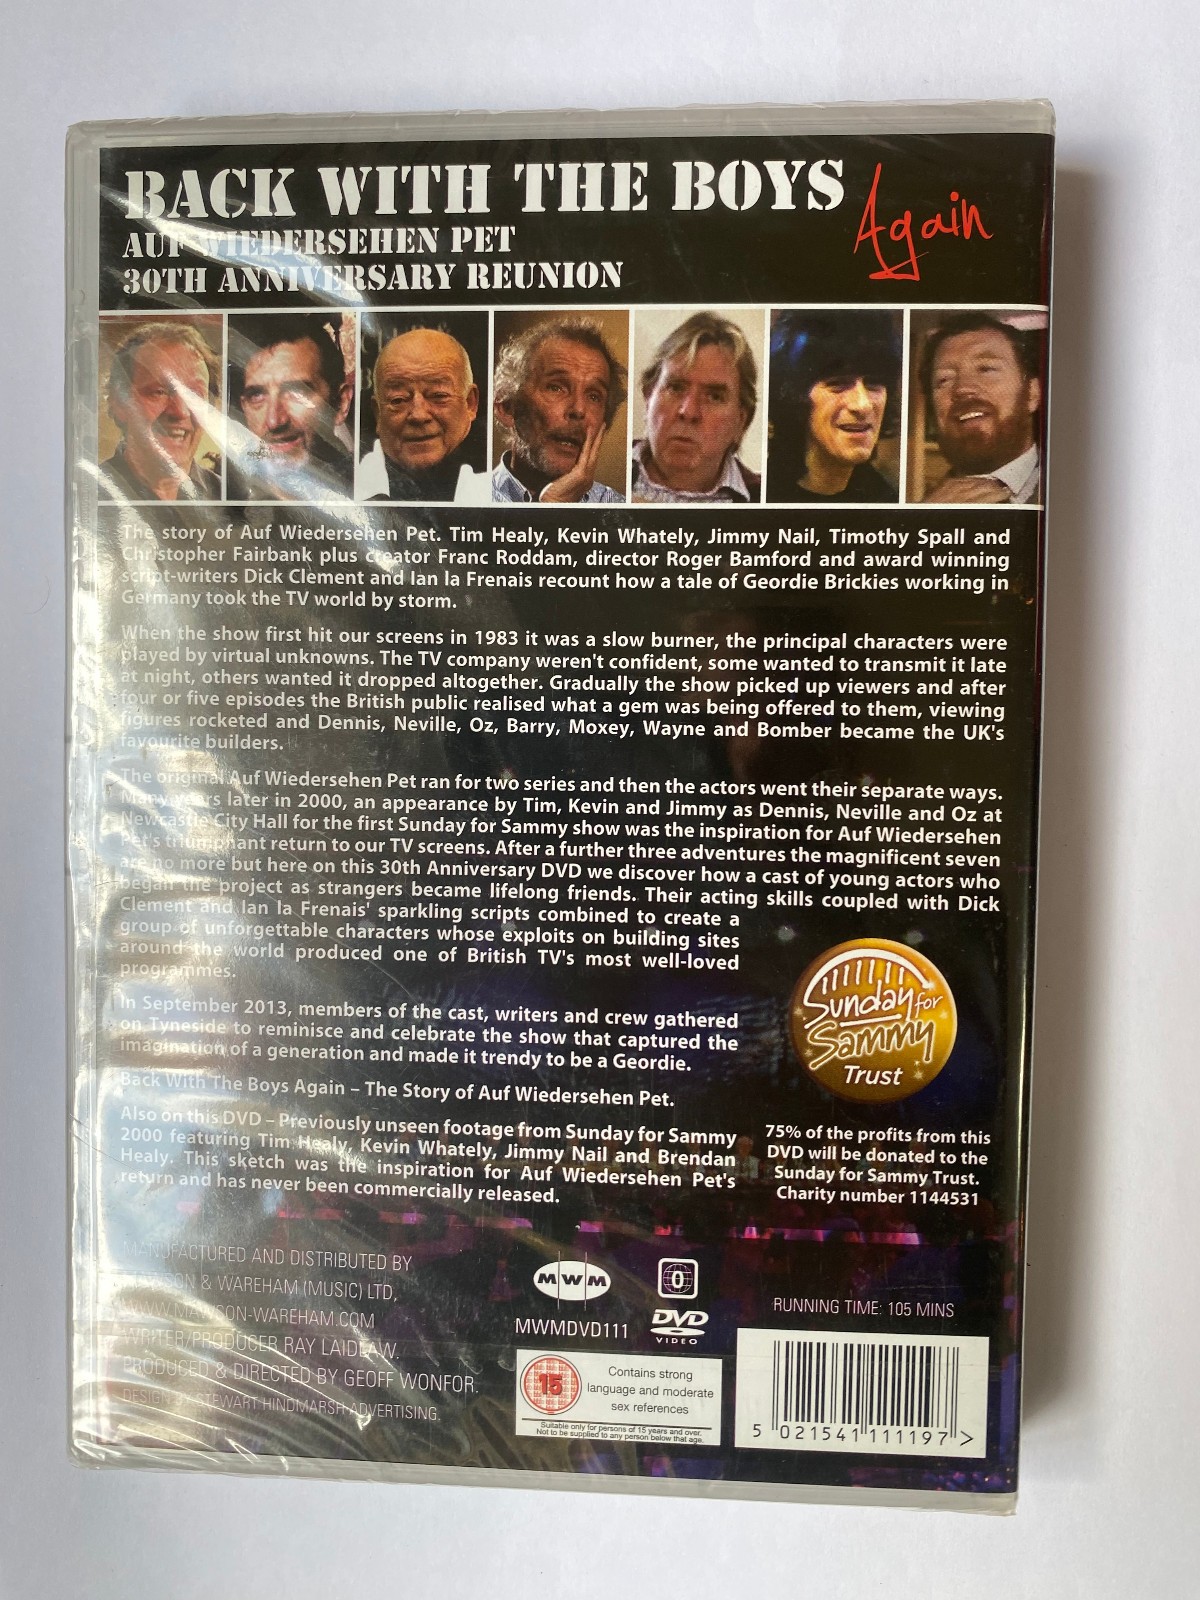 BACK WITH THE BOYS
Again
AUF WIEDERSEHEN PET
30TH ANNIVERSARY REUNION
The story of Auf Wiedersehen Pet. Tim Healy, Kevin Whately, Jimmy Nail, Timothy Spall and
Christopher Fairbank plus creator Franc Roddam, director Roger Bamford and award winning
script-writers Dick Clement and Ian la Frenais recount how a tale of Geordie Brickies working in
Germany took the TV world by storm.
When the show first hit our screens in 1983 it was a slow burner, the principal characters were
played by virtual unknowns. The TV company weren't confident, some wanted to transmit it late
at night, others wanted it dropped altogether. Gradually the show picked up viewers and after
four or five episodes the British public realised what a gem was being offered to them, viewing
figures rocketed and Dennis, Neville, Oz, Barry, Moxey, Wayne and Bomber became the UK's
favourite builders.
The original Auf Wiedersehen Pet ran for two series and then the actors went their separate ways.
Many years later in 2000, an appearance by Tim, Kevin and Jimmy as Dennis, Neville and Oz at
Newcastle City Hall for the first Sunday for Sammy show was the inspiration for Auf Wiedersehen
Pet's triumphant return to our TV screens. After a further three adventures the magnificent seven
are no more but here on this 30th Anniversary DVD we discover how a cast of young actors who
began the project as strangers became lifelong friends. Their acting skills coupled with Dick
Clement and Ian la Frenais' sparkling scripts combined to create a
group of unforgettable characters whose exploits on building sites
around the world produced one of British TV's most well-loved
programmes.
In September 2013, members of the cast, writers and crew gathered
on Tyneside to reminisce and celebrate the show that captured the
imagination of a generation and made it trendy to be a Geordie.
Back With The Boys Again – The Story of Auf Wiedersehen Pet.
Also on this DVD – Previously unseen footage from Sunday for Sammy
2000 featuring Tim Healy, Kevin Whately, Jimmy Nail and Brendan
Healy. This sketch was the inspiration for Auf Wiedersehen Pet's
return and has never been commercially released.
Sunday for
Sammy
Trust
75% of the profits from this
DVD will be donated to the
Sunday for Sammy Trust.
Charity number 1144531
MANUFACTURED AND DISTRIBUTED BY
MAWSON & WAREHAM (MUSIC) LTD,
WWW.MAWSON-WAREHAM.COM
WRITER/PRODUCER RAY LAIDLAW.
PRODUCED & DIRECTED BY GEOFF WONFOR.
DESIGN BY STEWART HINDMARSH ADVERTISING.
MWM
MWMDVD111
0
DVD
VIDEO
15
Contains strong
language and moderate
sex references
Suitable only for persons of 15 years and over.
Not to be supplied to any person below that age.
RUNNING TIME: 105 MINS
5 021541 111197 >